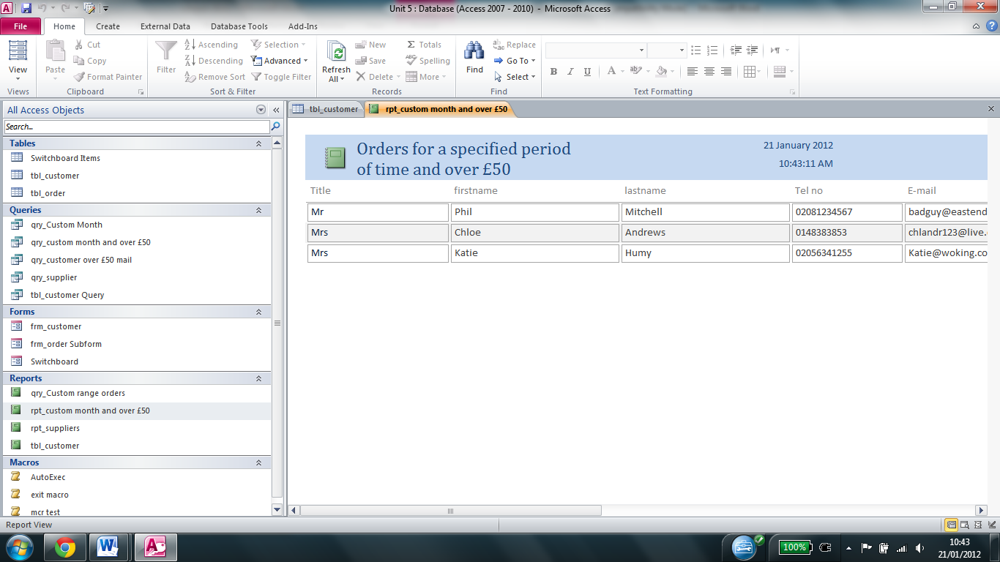 Unit 5 : Database (Access 2007 - 2010) - Microsoft Access
File Home Create External Data Database Tools Add-Ins
View
Views
Paste
Cut
Copy
Format Painter
Clipboard
Filter
Ascending
Descending
Remove Sort
Selection
Advanced
Toggle Filter
Sort & Filter
Refresh
All
New
Save
Delete
Totals
Spelling
More
Records
Find
Replace
Go To
Select
Find
B I U A ab
Text Formatting
All Access Objects
Search...
Tables
Switchboard Items
tbl_customer
tbl_order
Queries
qry_Custom Month
qry_custom month and over £50
qry_customer over £50 mail
qry_supplier
tbl_customer Query
Forms
frm_customer
frm_order Subform
Switchboard
Reports
qry_Custom range orders
rpt_custom month and over £50
rpt_suppliers
tbl_customer
Macros
AutoExec
exit macro
mcr test
tbl_customer rpt_custom month and over £50
Orders for a specified period
of time and over £50
21 January 2012
10:43:11 AM
Title firstname lastname Tel no E-mail
Mr Phil Mitchell 02081234567 badguy@eastend
Mrs Chloe Andrews 0148383853 chlandr123@live.
Mrs Katie Humy 02056341255 Katie@woking.co
Report View
100%
10:43
21/01/2012